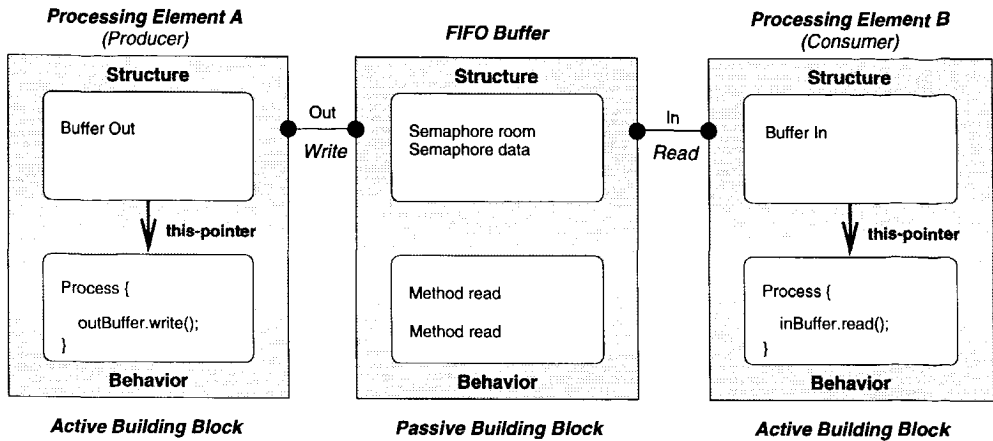 Processing Element A
(Producer)
Structure
Buffer Out
this-pointer
Process {
outBuffer.write();
}
Behavior
Active Building Block
Out
Write
FIFO Buffer
Structure
Semaphore room
Semaphore data
Method read
Method read
Behavior
Passive Building Block
In
Read
Processing Element B
(Consumer)
Structure
Buffer In
this-pointer
Process {
inBuffer.read();
}
Behavior
Active Building Block